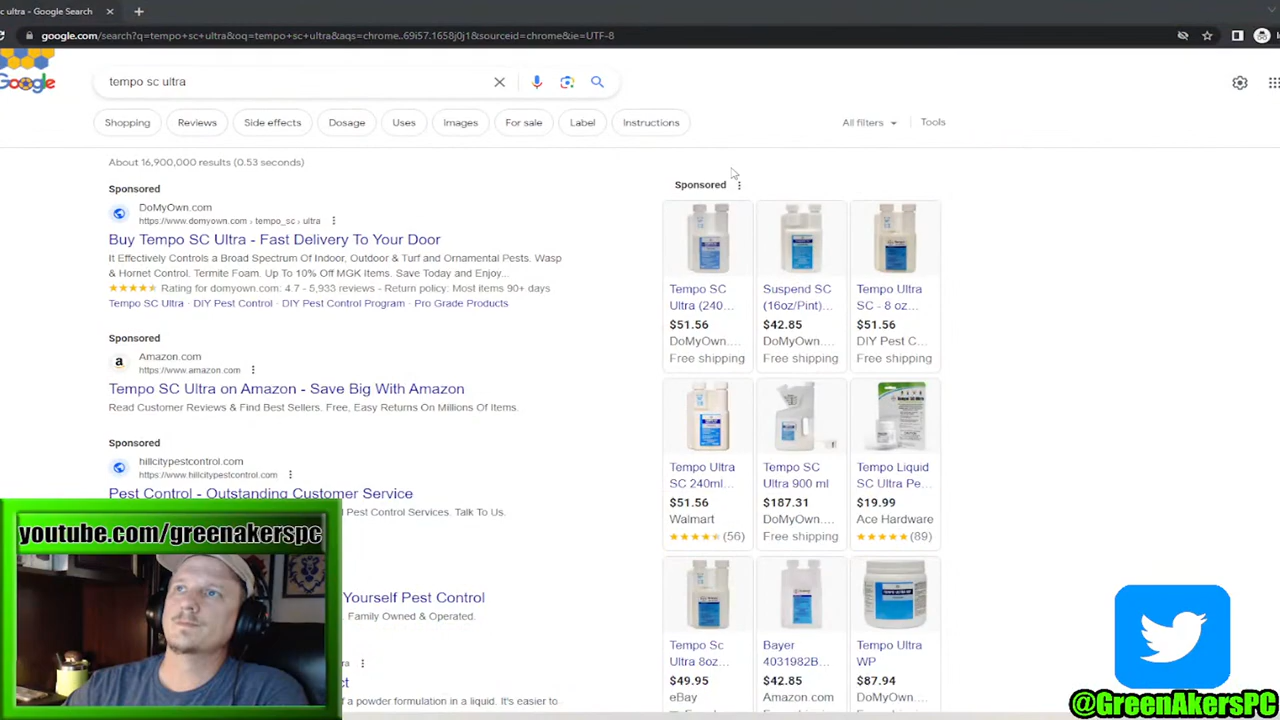 c ultra - Google Search
google.com/search?q=tempo+sc+ultra&oq=tempo+sc+ultra&aqs=chrome..69i57.1658j0j1&sourceid=chrome&ie=UTF-8
Google
tempo sc ultra
Shopping
Reviews
Side effects
Dosage
Uses
Images
For sale
Label
Instructions
All filters
Tools
About 16,900,000 results (0.53 seconds)
Sponsored
DoMyOwn.com
https://www.domyown.com › tempo_sc › ultra
Buy Tempo SC Ultra - Fast Delivery To Your Door
It Effectively Controls a Broad Spectrum Of Indoor, Outdoor & Turf and Ornamental Pests. Wasp
& Hornet Control. Termite Foam. Up To 10% Off MGK Items. Save Today and Enjoy...
Rating for domyown.com: 4.7 - 5,933 reviews - Return policy: Most items 90+ days
Tempo SC Ultra · DIY Pest Control · DIY Pest Control Program · Pro Grade Products
Sponsored
Amazon.com
https://www.amazon.com
Tempo SC Ultra on Amazon - Save Big With Amazon
Read Customer Reviews & Find Best Sellers. Free, Easy Returns On Millions Of Items.
Sponsored
hillcitypestcontrol.com
https://www.hillcitypestcontrol.com
Pest Control - Outstanding Customer Service
Pest Control Services. Talk To Us.
Yourself Pest Control
Family Owned & Operated.
ra
ct
of a powder formulation in a liquid. It's easier to
Sponsored
Tempo SC
Ultra (240...
$51.56
DoMyOwn....
Free shipping
Suspend SC
(16oz/Pint)...
$42.85
DoMyOwn....
Free shipping
Tempo Ultra
SC - 8 oz...
$51.56
DIY Pest C...
Free shipping
Tempo Ultra
SC 240ml...
$51.56
Walmart
(56)
Tempo SC
Ultra 900 ml
$187.31
DoMyOwn....
Free shipping
Tempo Liquid
SC Ultra Pe...
$19.99
Ace Hardware
(89)
Tempo Sc
Ultra 8oz...
$49.95
eBay
Bayer
4031982B...
$42.85
Amazon com
Tempo Ultra
WP
$87.94
DoMyOwn....
youtube.com/greenakerspc
@GreenAkersPC